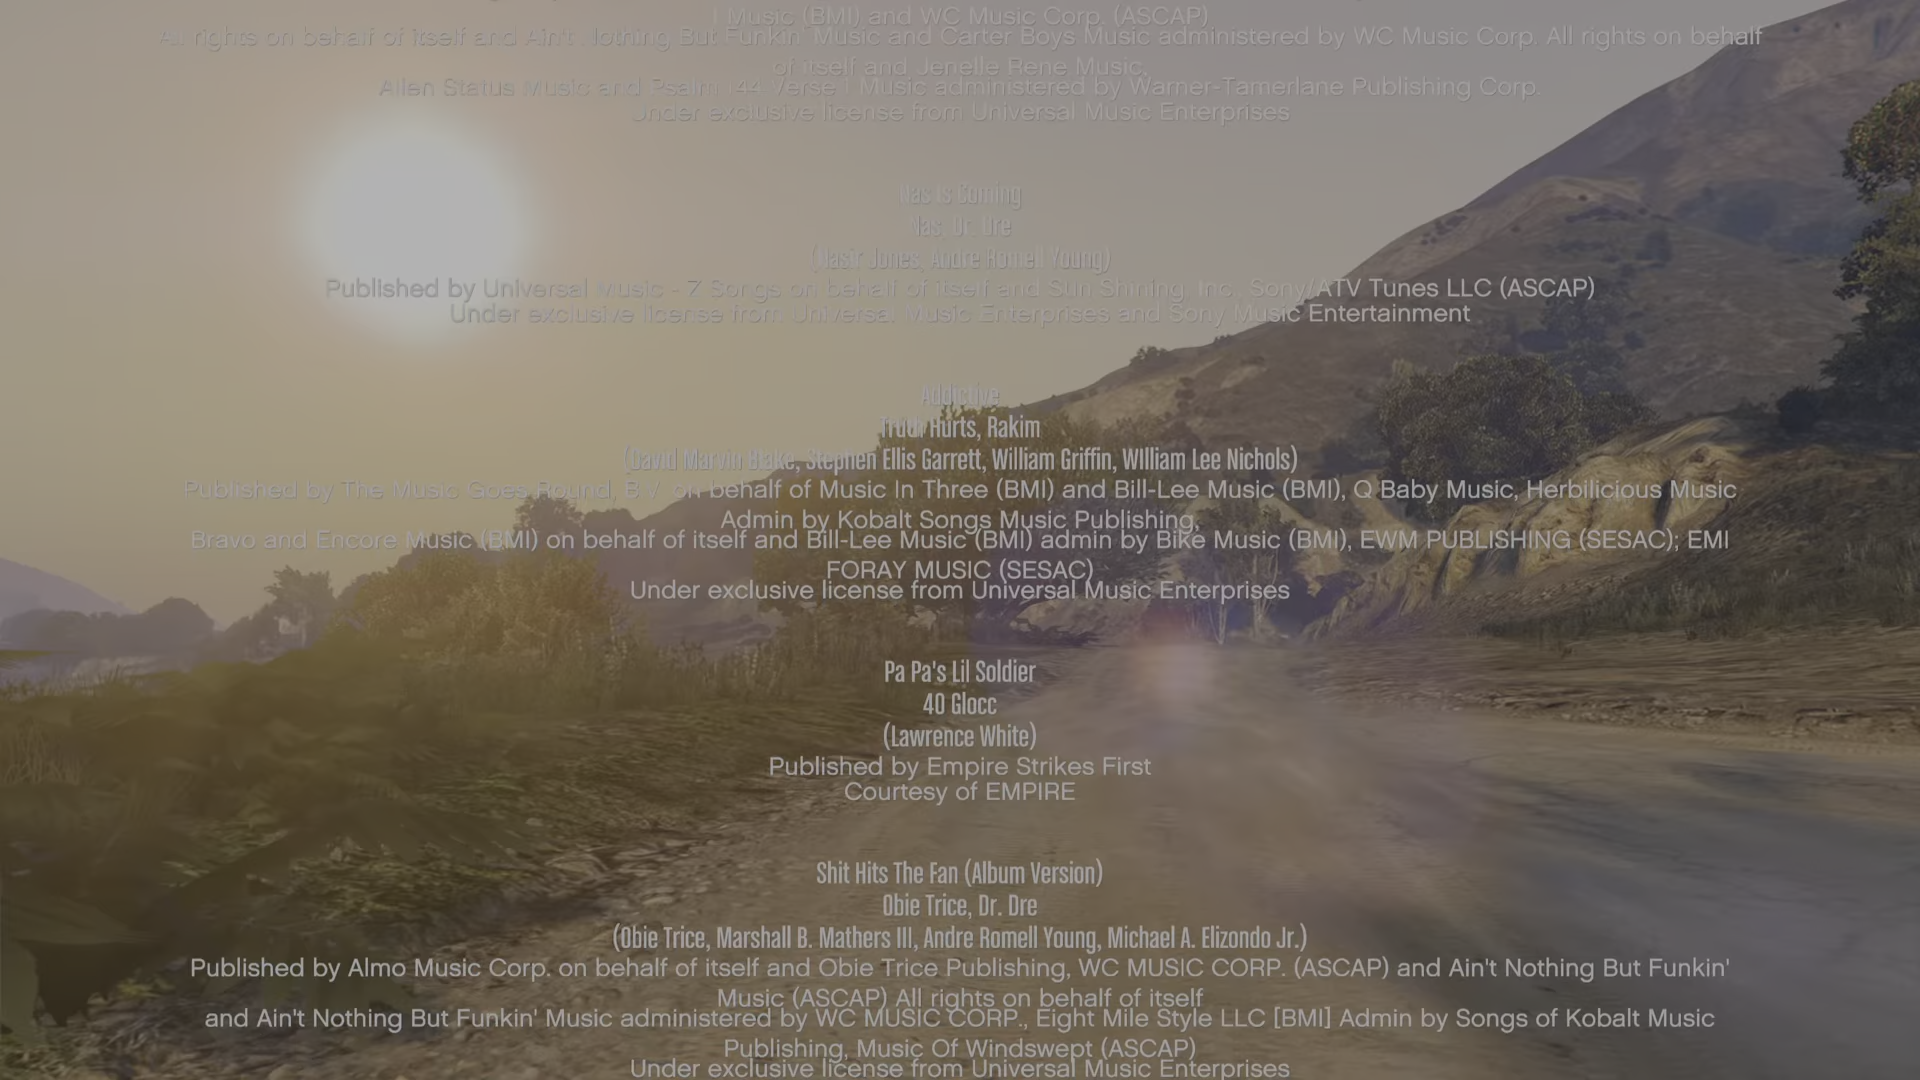 Music (BMI) and WC Music Corp. (ASCAP)
All rights on behalf of itself and Ain't Nothing But Funkin' Music and Carter Boys Music administered by WC Music Corp. All rights on behalf
of itself and Jenelle Rene Music,
Alien Status Music and Psalm 144 Verse 1 Music administered by Warner-Tamerlane Publishing Corp.
Under exclusive license from Universal Music Enterprises
Nas Is Coming
Nas, Dr. Dre
(Nasir Jones, Andre Romell Young)
Published by Universal Music - Z Songs on behalf of itself and Sun Shining, Inc., Sony/ATV Tunes LLC (ASCAP)
Under exclusive license from Universal Music Enterprises and Sony Music Entertainment
Addictive
Truth Hurts, Rakim
(David Marvin Blake, Stephen Ellis Garrett, William Griffin, WIlliam Lee Nichols)
Published by The Music Goes Round, B.V. on behalf of Music In Three (BMI) and Bill-Lee Music (BMI), Q Baby Music, Herbilicious Music
Admin by Kobalt Songs Music Publishing,
Bravo and Encore Music (BMI) on behalf of itself and Bill-Lee Music (BMI) admin by Bike Music (BMI), EWM PUBLISHING (SESAC); EMI
FORAY MUSIC (SESAC)
Under exclusive license from Universal Music Enterprises
Pa Pa's Lil Soldier
40 Glocc
(Lawrence White)
Published by Empire Strikes First
Courtesy of EMPIRE
Shit Hits The Fan (Album Version)
Obie Trice, Dr. Dre
(Obie Trice, Marshall B. Mathers III, Andre Romell Young, Michael A. Elizondo Jr.)
Published by Almo Music Corp. on behalf of itself and Obie Trice Publishing, WC MUSIC CORP. (ASCAP) and Ain't Nothing But Funkin'
Music (ASCAP) All rights on behalf of itself
and Ain't Nothing But Funkin' Music administered by WC MUSIC CORP., Eight Mile Style LLC [BMI] Admin by Songs of Kobalt Music
Publishing, Music Of Windswept (ASCAP)
Under exclusive license from Universal Music Enterprises